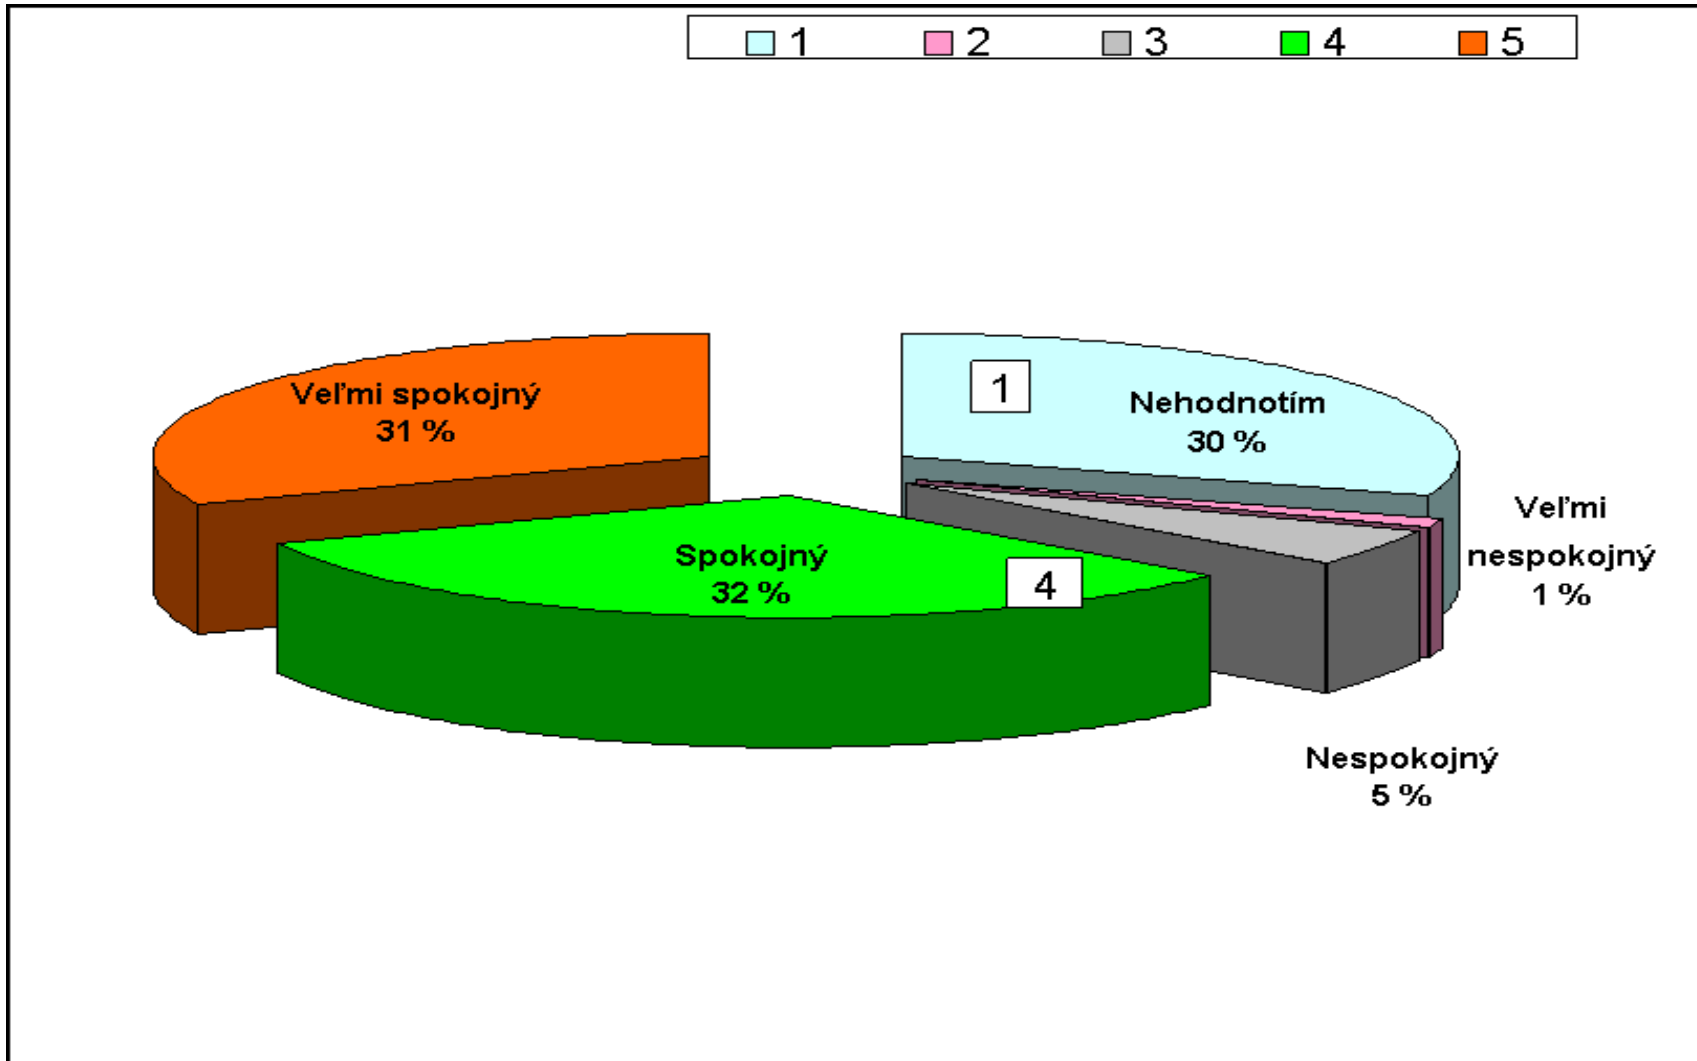 1 2 3 4 5
Veľmi spokojný
31 %
1
Nehodnotím
30 %
Veľmi
nespokojný
1 %
Spokojný
32 %
4
Nespokojný
5 %